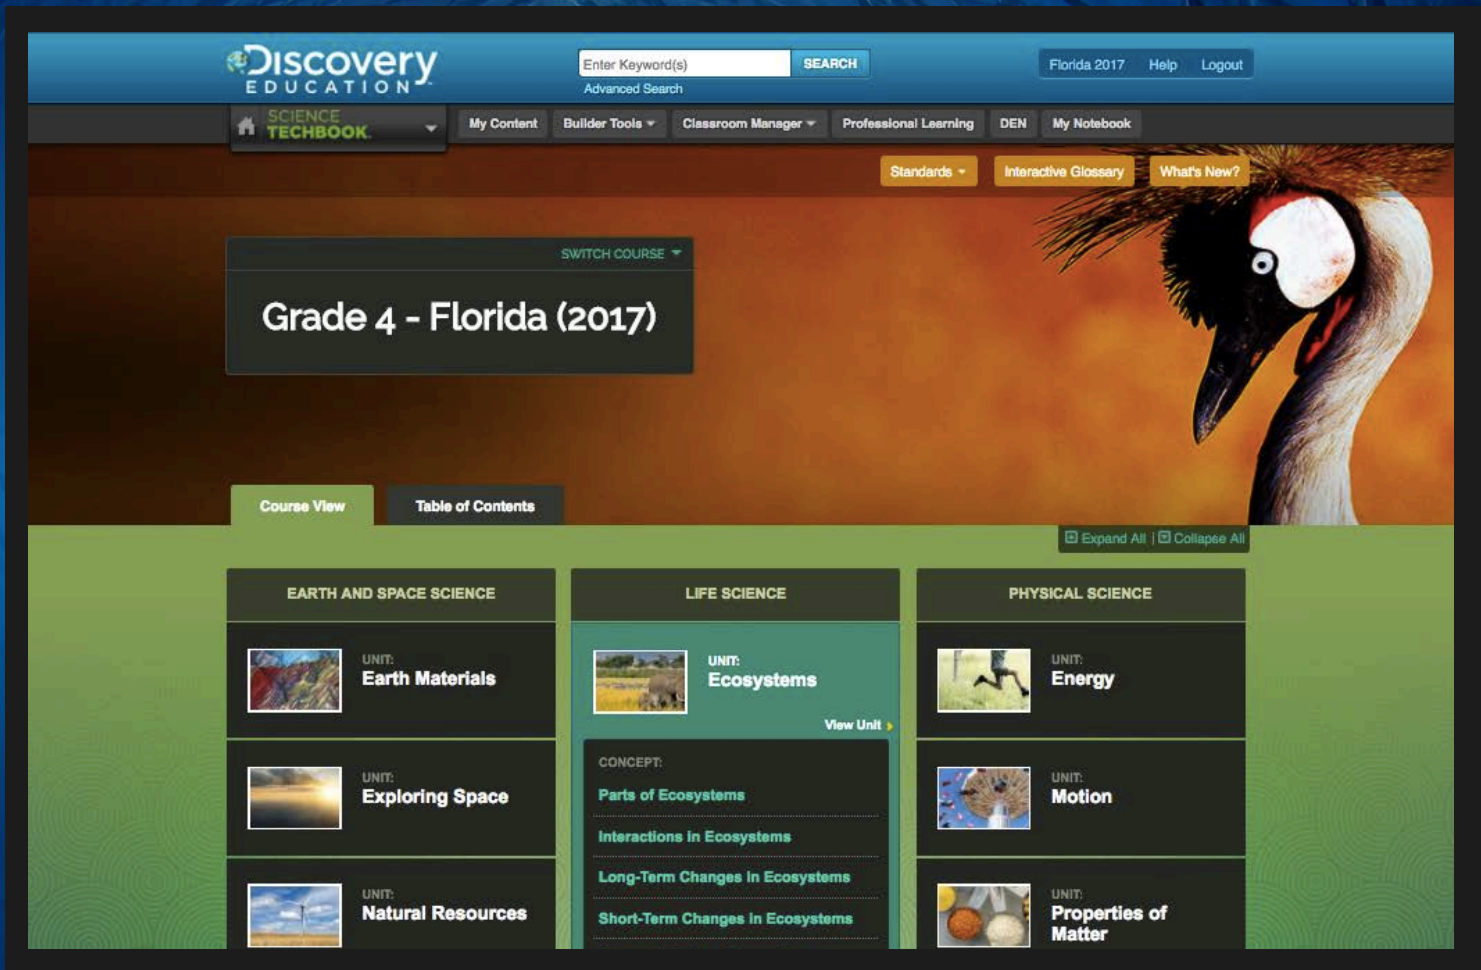 Discovery
EDUCATION
Enter Keyword(s)
SEARCH
Advanced Search
Florida 2017 Help Logout
SCIENCE
TECHBOOK.
My Content Builder Tools Classroom Manager Professional Learning DEN My Notebook
Standards Interactive Glossary What's New?
SWITCH COURSE
Grade 4 - Florida (2017)
Course View Table of Contents
Expand All | Collapse All
EARTH AND SPACE SCIENCE
UNIT:
Earth Materials
UNIT:
Exploring Space
UNIT:
Natural Resources
LIFE SCIENCE
UNIT:
Ecosystems
View Unit
CONCEPT:
Parts of Ecosystems
Interactions in Ecosystems
Long-Term Changes in Ecosystems
Short-Term Changes in Ecosystems
PHYSICAL SCIENCE
UNIT:
Energy
UNIT:
Motion
UNIT:
Properties of
Matter